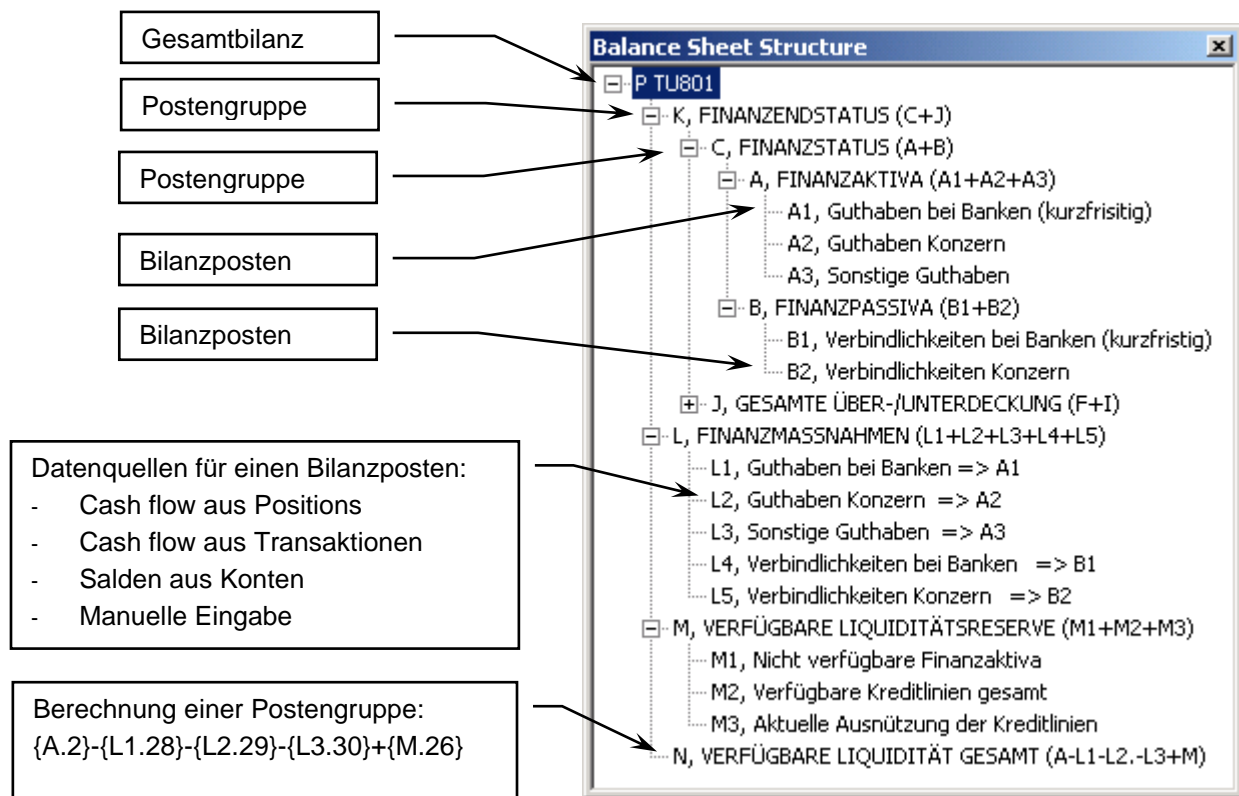 Gesamtbilanz
Postengruppe
Postengruppe
Bilanzposten
Bilanzposten
Datenquellen für einen Bilanzposten:
- Cash flow aus Positions
- Cash flow aus Transaktionen
- Salden aus Konten
- Manuelle Eingabe
Berechnung einer Postengruppe:
{A.2}-{L1.28}-{L2.29}-{L3.30}+{M.26}
Balance Sheet Structure
P TU801
K, FINANZENDSTATUS (C+J)
C, FINANZSTATUS (A+B)
A, FINANZAKTIVA (A1+A2+A3)
A1, Guthaben bei Banken (kurzfrisitig)
A2, Guthaben Konzern
A3, Sonstige Guthaben
B, FINANZPASSIVA (B1+B2)
B1, Verbindlichkeiten bei Banken (kurzfristig)
B2, Verbindlichkeiten Konzern
J, GESAMTE ÜBER-/UNTERDECKUNG (F+I)
L, FINANZMASSNAHMEN (L1+L2+L3+L4+L5)
L1, Guthaben bei Banken => A1
L2, Guthaben Konzern => A2
L3, Sonstige Guthaben => A3
L4, Verbindlichkeiten bei Banken => B1
L5, Verbindlichkeiten Konzern => B2
M, VERFÜGBARE LIQUIDITÄTSRESERVE (M1+M2+M3)
M1, Nicht verfügbare Finanzaktiva
M2, Verfügbare Kreditlinien gesamt
M3, Aktuelle Ausnützung der Kreditlinien
N, VERFÜGBARE LIQUIDITÄT GESAMT (A-L1-L2.-L3+M)